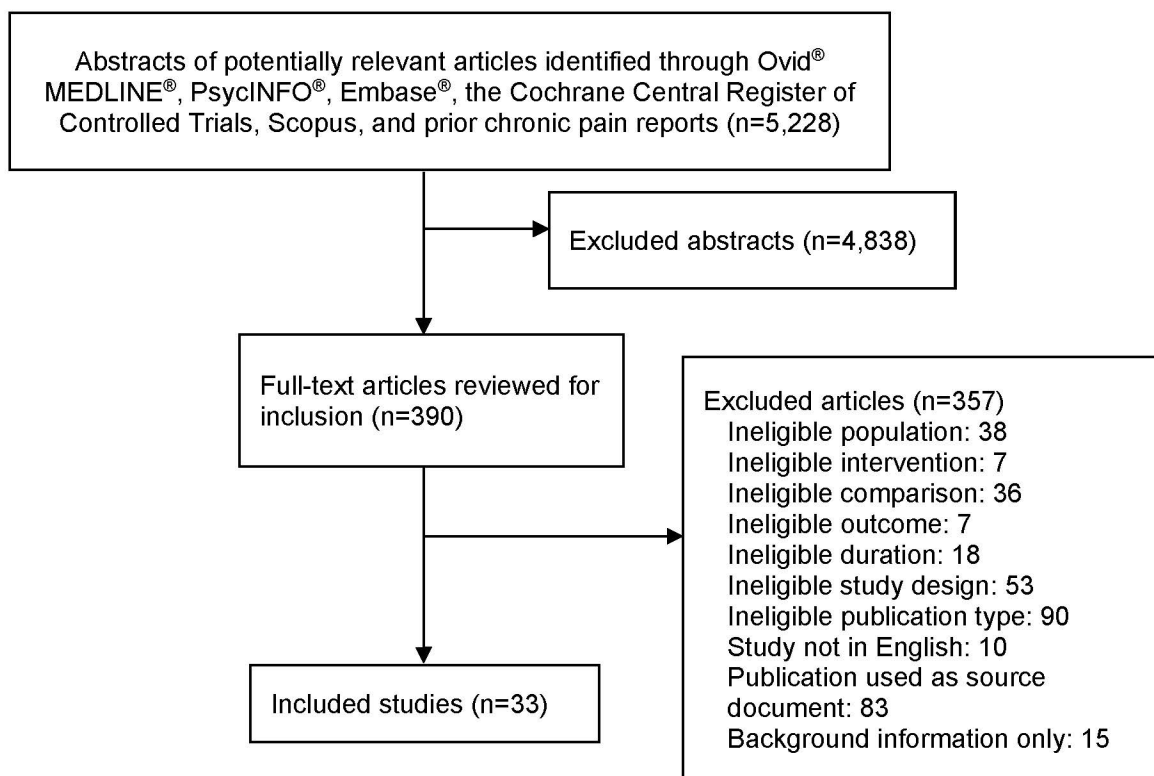 Abstracts of potentially relevant articles identified through Ovid®
MEDLINE®, PsycINFO®, Embase®, the Cochrane Central Register of
Controlled Trials, Scopus, and prior chronic pain reports (n=5,228)
Excluded abstracts (n=4,838)
Full-text articles reviewed for
inclusion (n=390)
Excluded articles (n=357)
Ineligible population: 38
Ineligible intervention: 7
Ineligible comparison: 36
Ineligible outcome: 7
Ineligible duration: 18
Ineligible study design: 53
Ineligible publication type: 90
Study not in English: 10
Publication used as source
document: 83
Background information only: 15
Included studies (n=33)